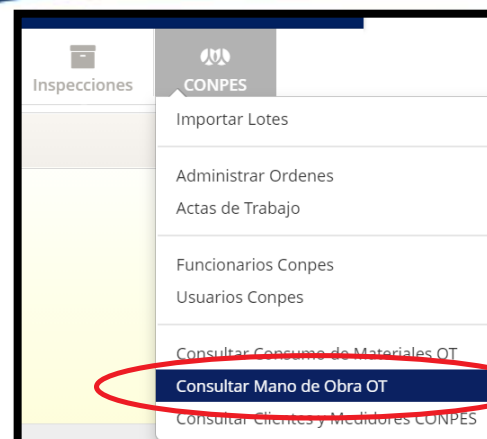 Inspecciones
CONPES
Importar Lotes
Administrar Ordenes
Actas de Trabajo
Funcionarios Conpes
Usuarios Conpes
Consultar Consumo de Materiales OT
Consultar Mano de Obra OT
Consultar Clientes y Medidores CONPES